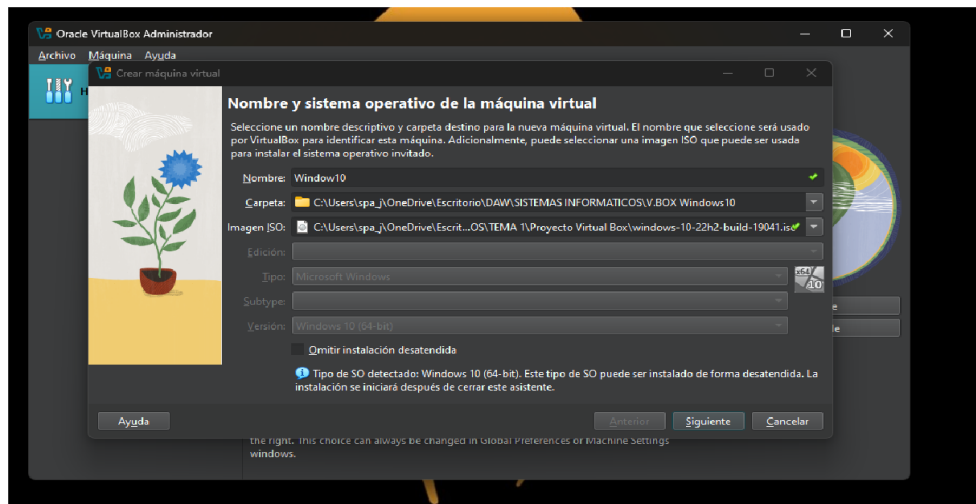 Oracle VirtualBox Administrador
Archivo Máquina Ayuda
Crear máquina virtual
H
Nombre y sistema operativo de la máquina virtual
Seleccione un nombre descriptivo y carpeta destino para la nueva máquina virtual. El nombre que seleccione será usado
por VirtualBox para identificar esta máquina. Adicionalmente, puede seleccionar una imagen ISO que puede ser usada
para instalar el sistema operativo invitado.
Nombre: Window10
Carpeta: C:\Users\spa_j\OneDrive\Escritorio\DAW\SISTEMAS INFORMATICOS\V.BOX Windows10
Imagen ISO: C:\Users\spa_j\OneDrive\Escrit...OS\TEMA 1\Proyecto Virtual Box\windows-10-22h2-build-19041.iso
Edición:
Tipo: Microsoft Windows
x64
10
Subtype:
e
Versión: Windows 10 (64-bit)
le
Omitir instalación desatendida
Tipo de SO detectado: Windows 10 (64-bit). Este tipo de SO puede ser instalado de forma desatendida. La
instalación se iniciará después de cerrar este asistente.
Ayuda Anterior Siguiente Cancelar
the right. This choice can always be changed in Global Preferences or Machine Settings
windows.